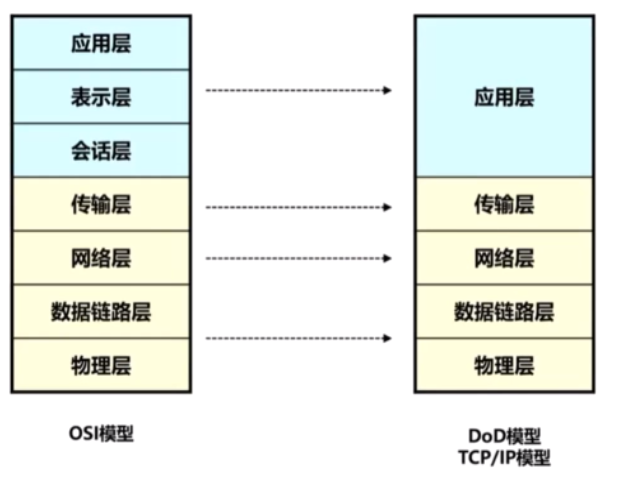 应用层
表示层
会话层
传输层
网络层
数据链路层
物理层
OSI模型
应用层
传输层
网络层
数据链路层
物理层
DoD模型
TCP/IP模型